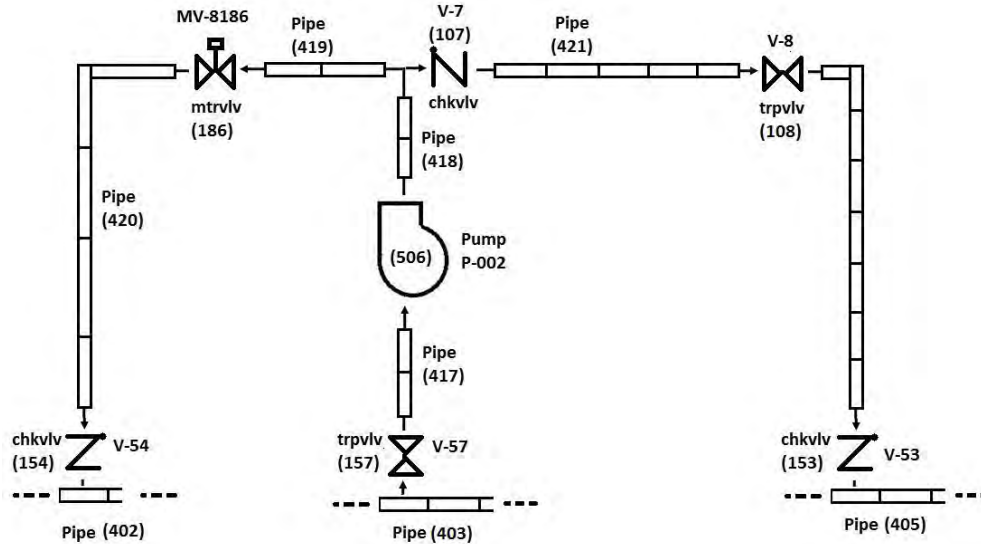 MV-8186
Pipe
(419)
V-7
(107)
Pipe
(421)
V-8
mtrvlv
(186)
chkvlv
trpvlv
(108)
Pipe
(418)
Pipe
(420)
(506)
Pump
P-002
Pipe
(417)
chkvlv
(154)
V-54
trpvlv
(157)
V-57
chkvlv
(153)
V-53
Pipe (402)
Pipe (403)
Pipe (405)